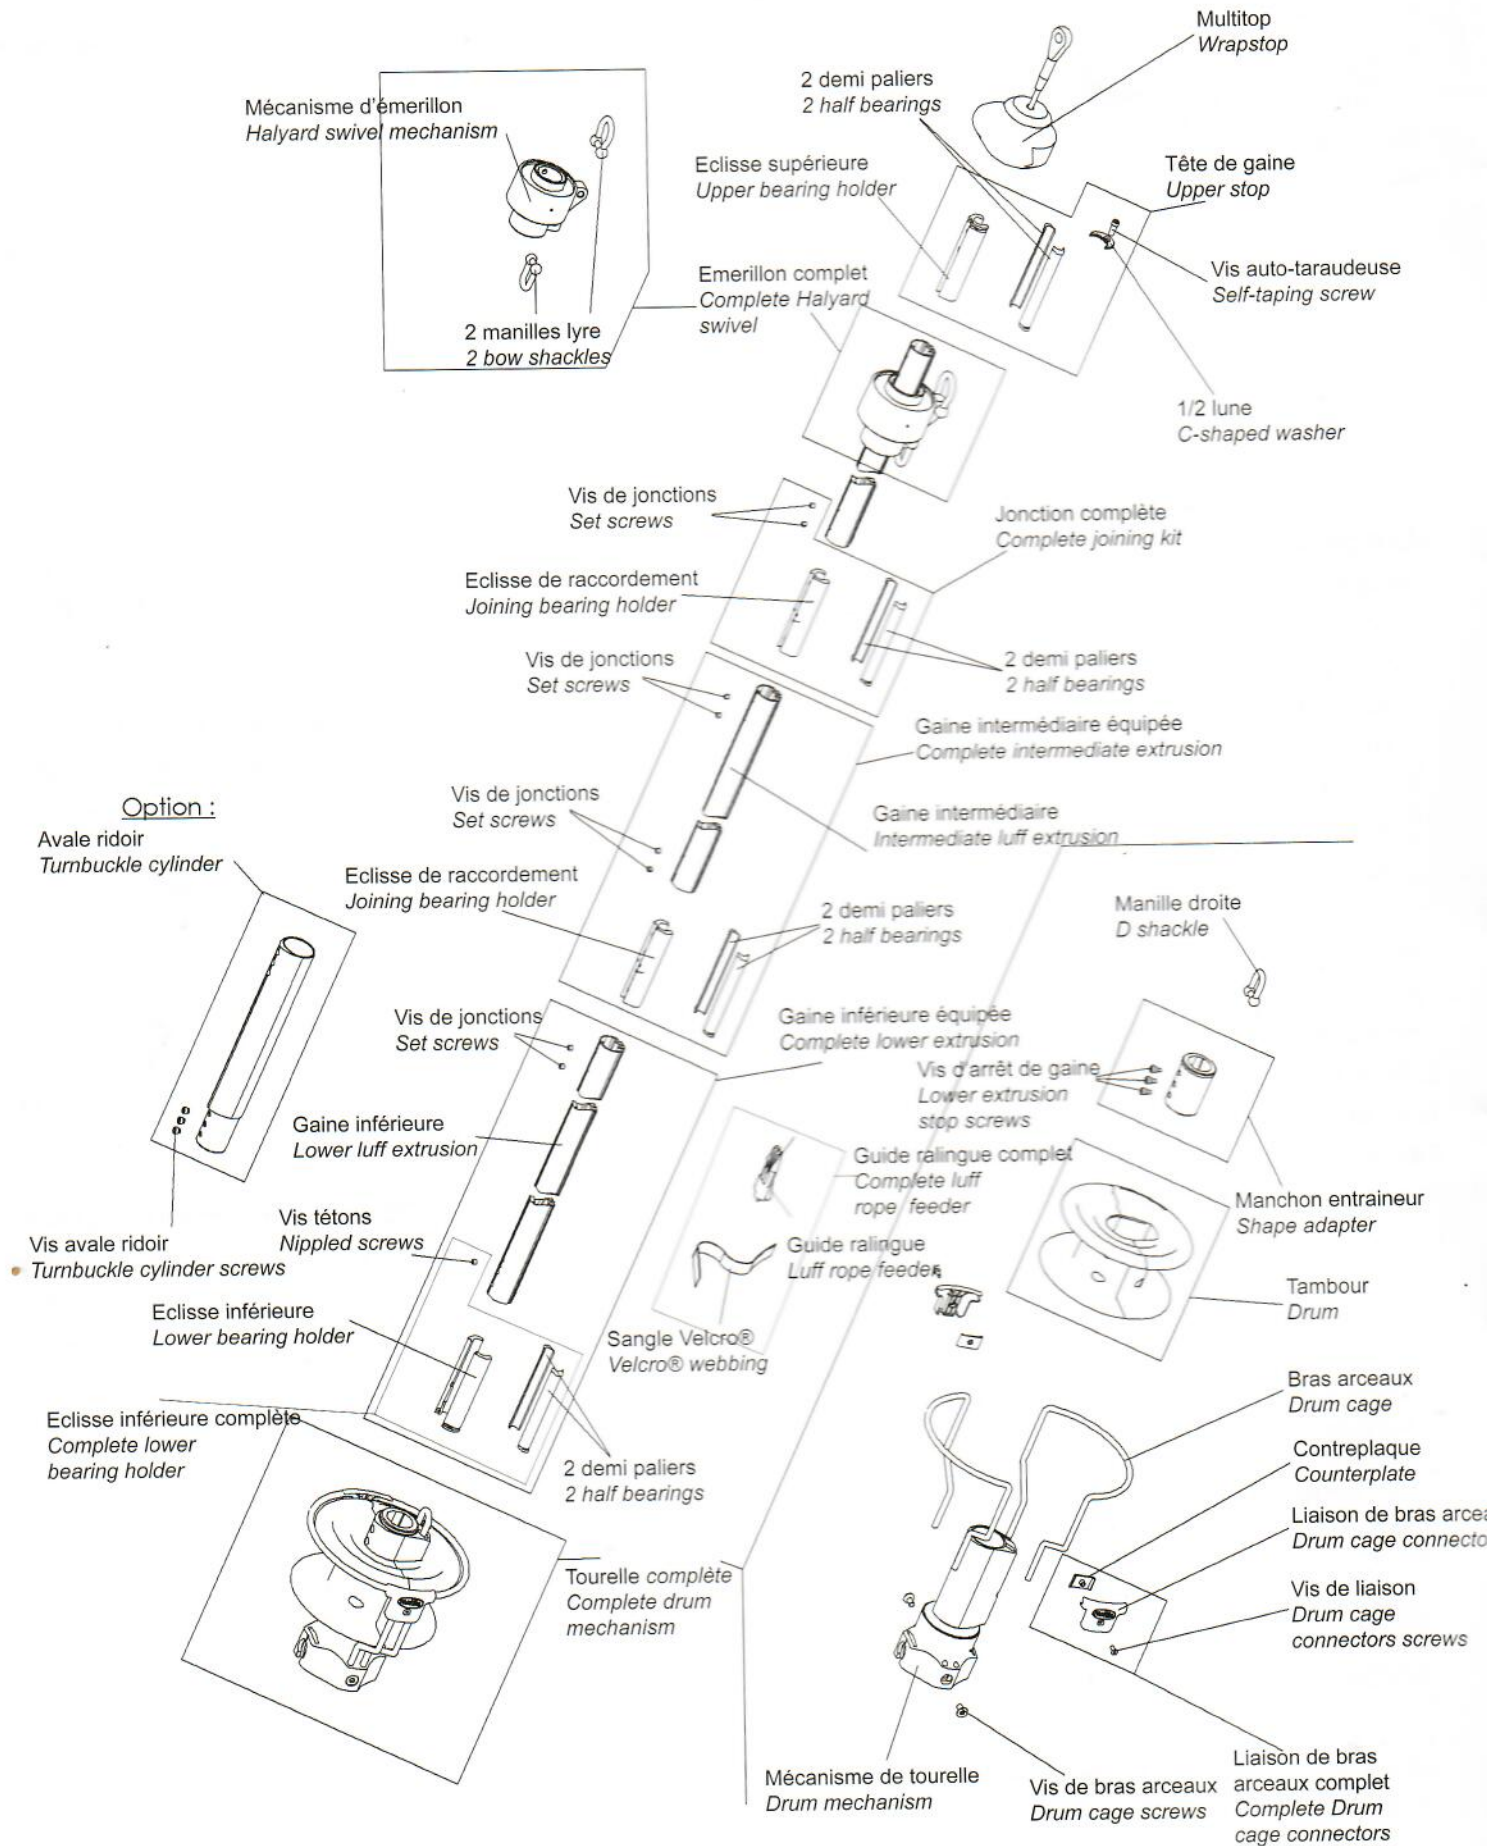 Multitop
Wrapstop
2 demi paliers
2 half bearings
Mécanisme d'émerillon
Halyard swivel mechanism
Eclisse supérieure
Upper bearing holder
Tête de gaine
Upper stop
Emerillon complet
Complete Halyard
swivel
Vis auto-taraudeuse
Self-taping screw
2 manilles lyre
2 bow shackles
1/2 lune
C-shaped washer
Vis de jonctions
Set screws
Jonction complète
Complete joining kit
Eclisse de raccordement
Joining bearing holder
Vis de jonctions
Set screws
2 demi paliers
2 half bearings
Gaine intermédiaire équipée
Complete intermediate extrusion
Option :
Avale ridoir
Turnbuckle cylinder
Vis de jonctions
Set screws
Gaine intermédiaire
Intermediate luff extrusion
Eclisse de raccordement
Joining bearing holder
2 demi paliers
2 half bearings
Manille droite
D shackle
Vis de jonctions
Set screws
Gaine inférieure équipée
Complete lower extrusion
Vis d'arrêt de gaine
Lower extrusion
stop screws
Gaine inférieure
Lower luff extrusion
Guide ralingue complet
Complete luff
rope feeder
Manchon entraineur
Shape adapter
Vis tétons
Nippled screws
Vis avale ridoir
Turnbuckle cylinder screws
Guide ralingue
Luff rope feeder
Tambour
Drum
Eclisse inférieure
Lower bearing holder
Sangle Velcro®
Velcro® webbing
Bras arceaux
Drum cage
Eclisse inférieure complète
Complete lower
bearing holder
Contreplaque
Counterplate
2 demi paliers
2 half bearings
Liaison de bras arcea
Drum cage connecto
Tourelle complète
Complete drum
mechanism
Vis de liaison
Drum cage
connectors screws
Mécanisme de tourelle
Drum mechanism
Vis de bras arceaux
Drum cage screws
Liaison de bras
arceaux complet
Complete Drum
cage connectors